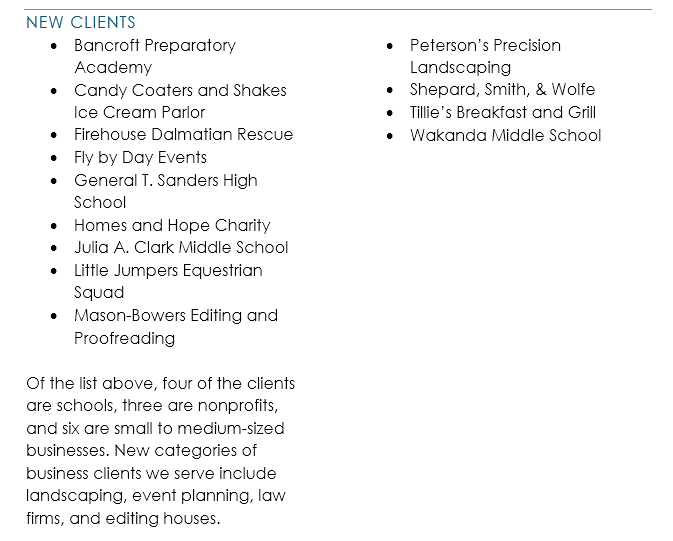 NEW CLIENTS
• Bancroft Preparatory
Academy
• Candy Coaters and Shakes
Ice Cream Parlor
• Firehouse Dalmatian Rescue
• Fly by Day Events
• General T. Sanders High
School
• Homes and Hope Charity
• Julia A. Clark Middle School
• Little Jumpers Equestrian
Squad
• Mason-Bowers Editing and
Proofreading
Of the list above, four of the clients
are schools, three are nonprofits,
and six are small to medium-sized
businesses. New categories of
business clients we serve include
landscaping, event planning, law
firms, and editing houses.
• Peterson’s Precision
Landscaping
• Shepard, Smith, & Wolfe
• Tillie’s Breakfast and Grill
• Wakanda Middle School